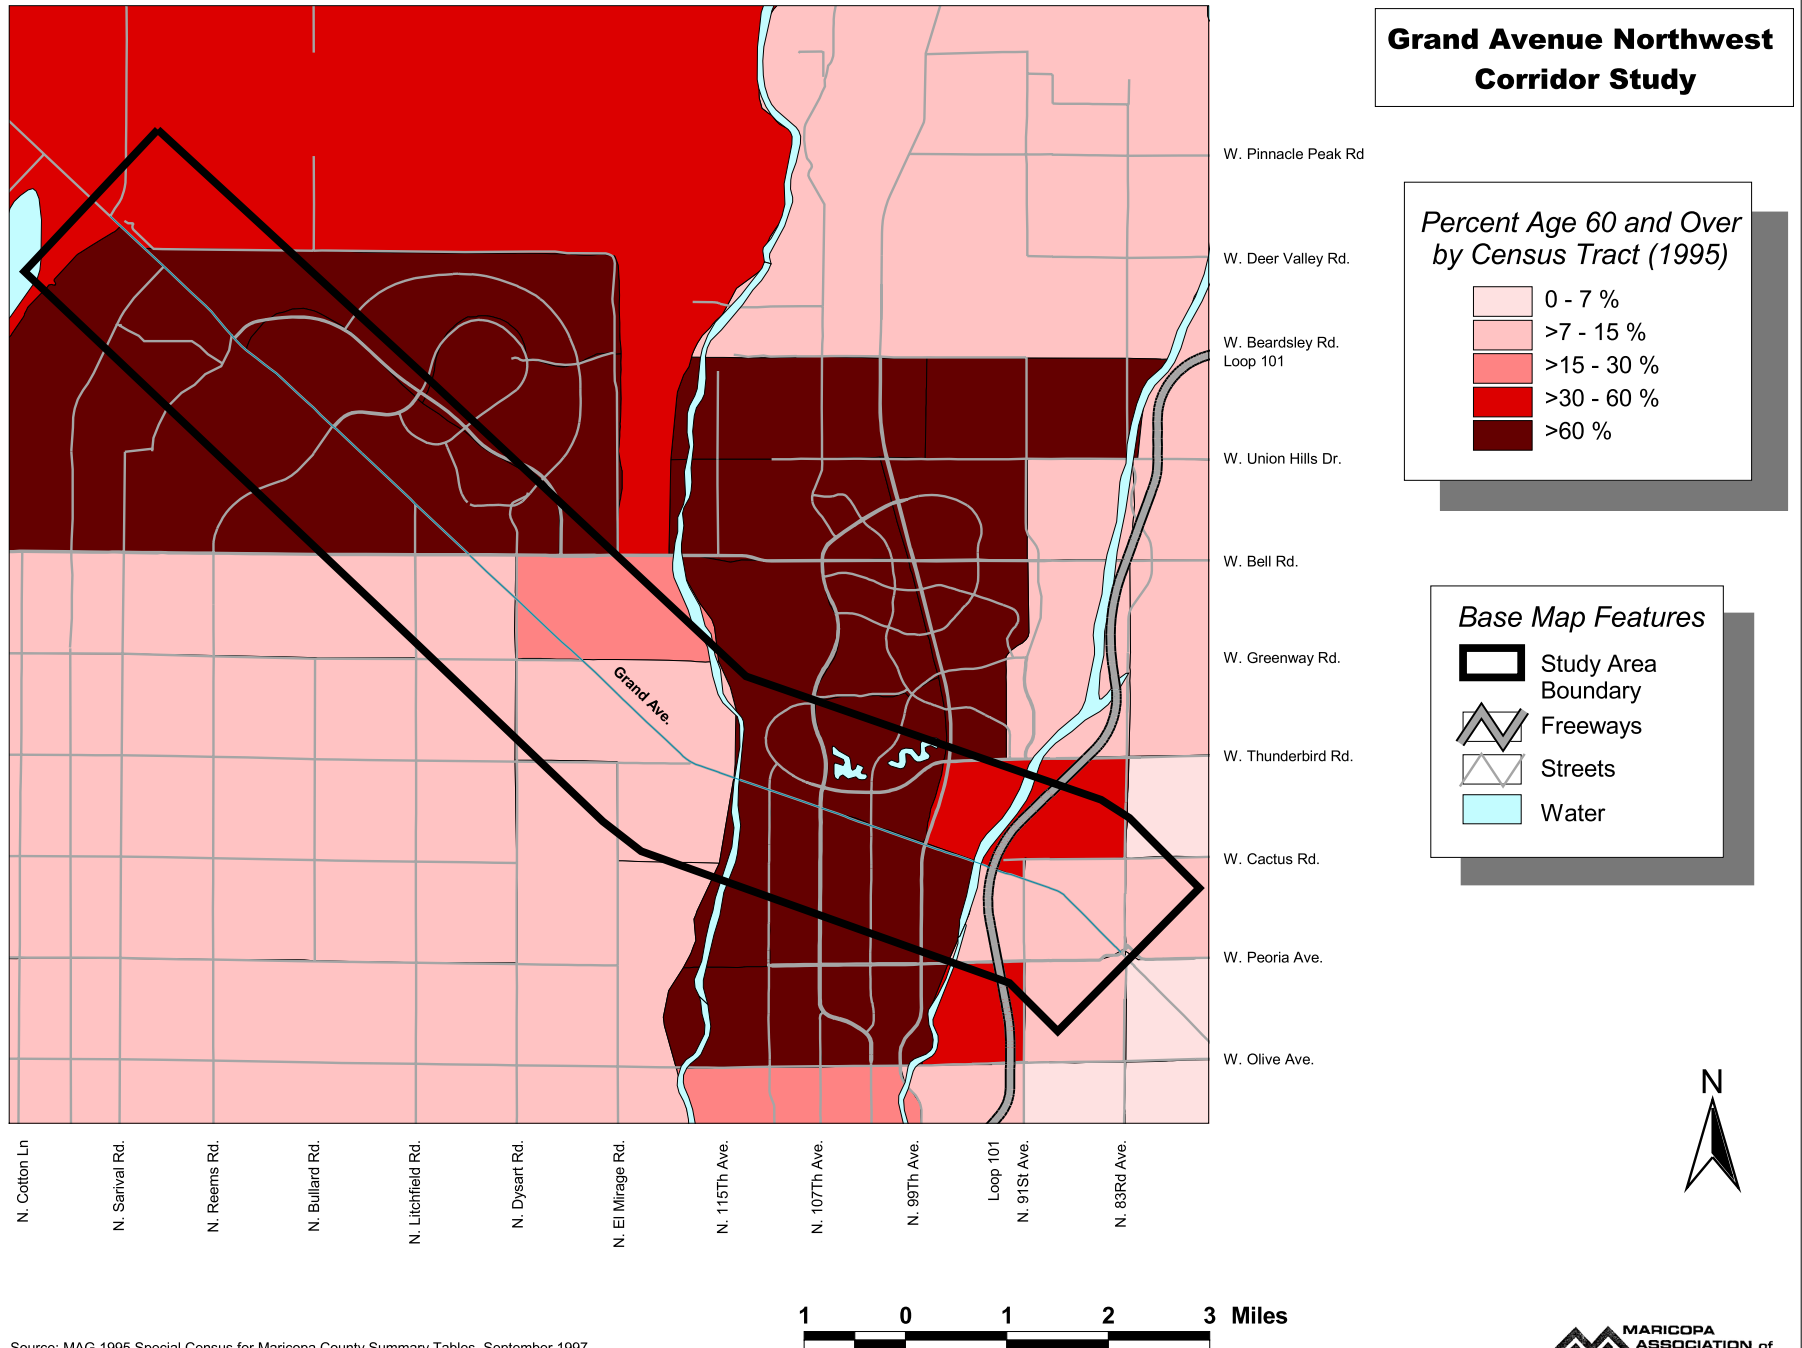 Grand Avenue Northwest
Corridor Study
W. Pinnacle Peak Rd
Percent Age 60 and Over
by Census Tract (1995)
0 - 7 %
>7 - 15 %
>15 - 30 %
>30 - 60 %
>60 %
W. Deer Valley Rd.
W. Beardsley Rd.
Loop 101
W. Union Hills Dr.
W. Bell Rd.
Base Map Features
Study Area
Boundary
Freeways
Streets
Water
W. Greenway Rd.
Grand Ave.
W. Thunderbird Rd.
W. Cactus Rd.
W. Peoria Ave.
W. Olive Ave.
N
N. Cotton Ln
N. Sarival Rd.
N. Reems Rd.
N. Bullard Rd.
N. Litchfield Rd.
N. Dysart Rd.
N. El Mirage Rd.
N. 115Th Ave.
N. 107Th Ave.
N. 99Th Ave.
Loop 101
N. 91St Ave.
N. 83Rd Ave.
1 0 1 2 3 Miles
Source: MAG 1995 Special Census for Maricopa County Summary Tables, September 1997
MARICOPA
ASSOCIATION of